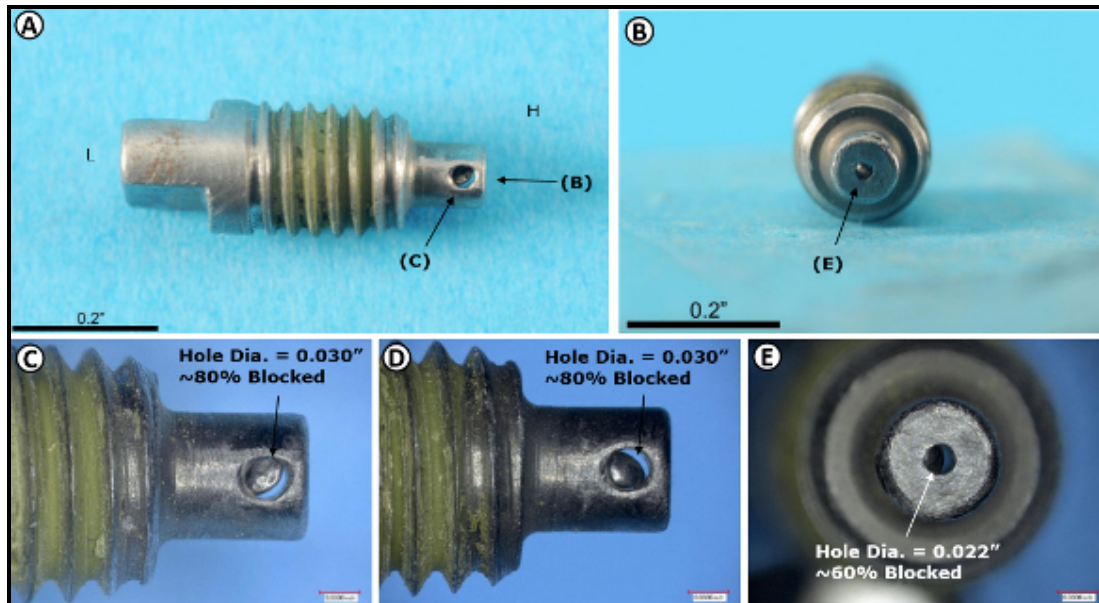 A
L
H
(B)
(C)
0.2"
B
(E)
0.2"
C
Hole Dia. = 0.030"
~80% Blocked
D
Hole Dia. = 0.030"
~80% Blocked
E
Hole Dia. = 0.022"
~60% Blocked